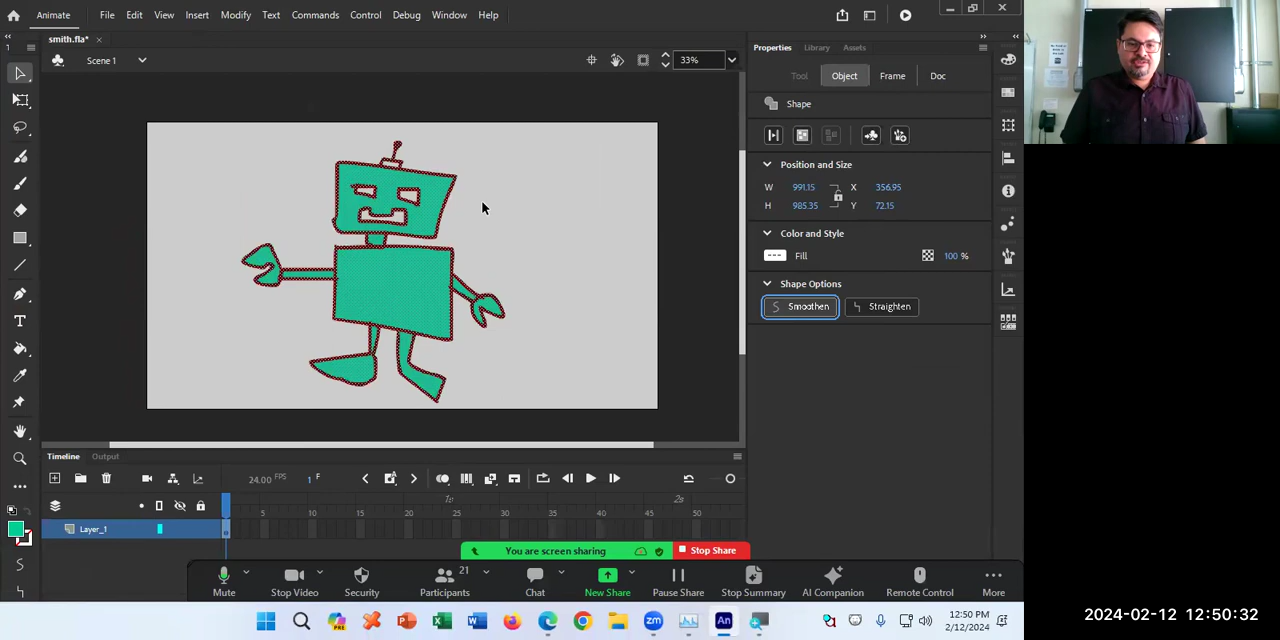 Animate File Edit View Insert Modify Text Commands Control Debug Window Help
smith.fla*
Scene 1
33%
Properties Library Assets
Tool Object Frame Doc
Shape
Position and Size
W 991.15 X 356.95
H 985.35 Y 72.15
Color and Style
Fill 100 %
Shape Options
Smoothen Straighten
Timeline Output
24.00 FPS 1 F
1s 2s
5 10 15 20 25 30 35 40 45 50
Layer_1
You are screen sharing Stop Share
21
Mute Stop Video Security Participants Chat New Share Pause Share Stop Summary AI Companion Remote Control More
12:50 PM
2/12/2024
2024-02-12 12:50:32